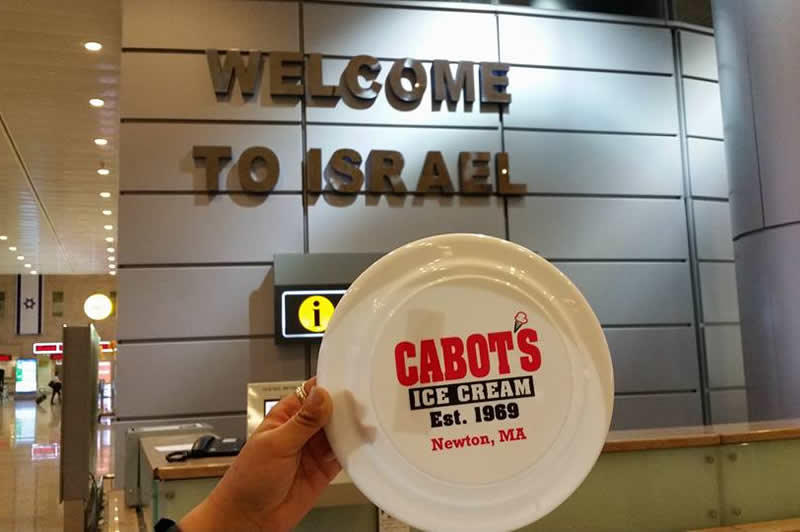 WELCOME
TO ISRAEL
i
CABOT'S
ICE CREAM
Est. 1969
Newton, MA